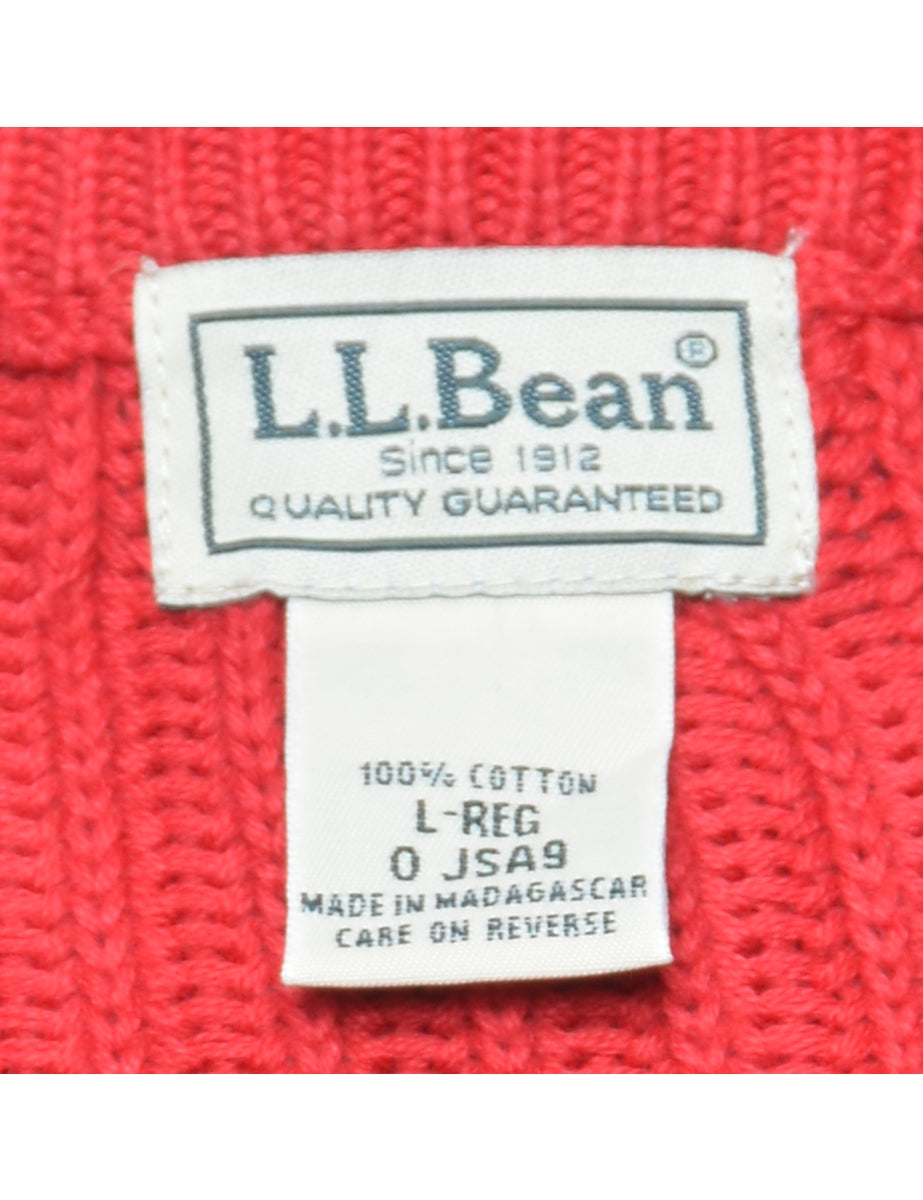 L.L.Bean®
Since 1912
QUALITY GUARANTEED
100% COTTON
L-REG
0 JSA9
MADE IN MADAGASCAR
CARE ON REVERSE